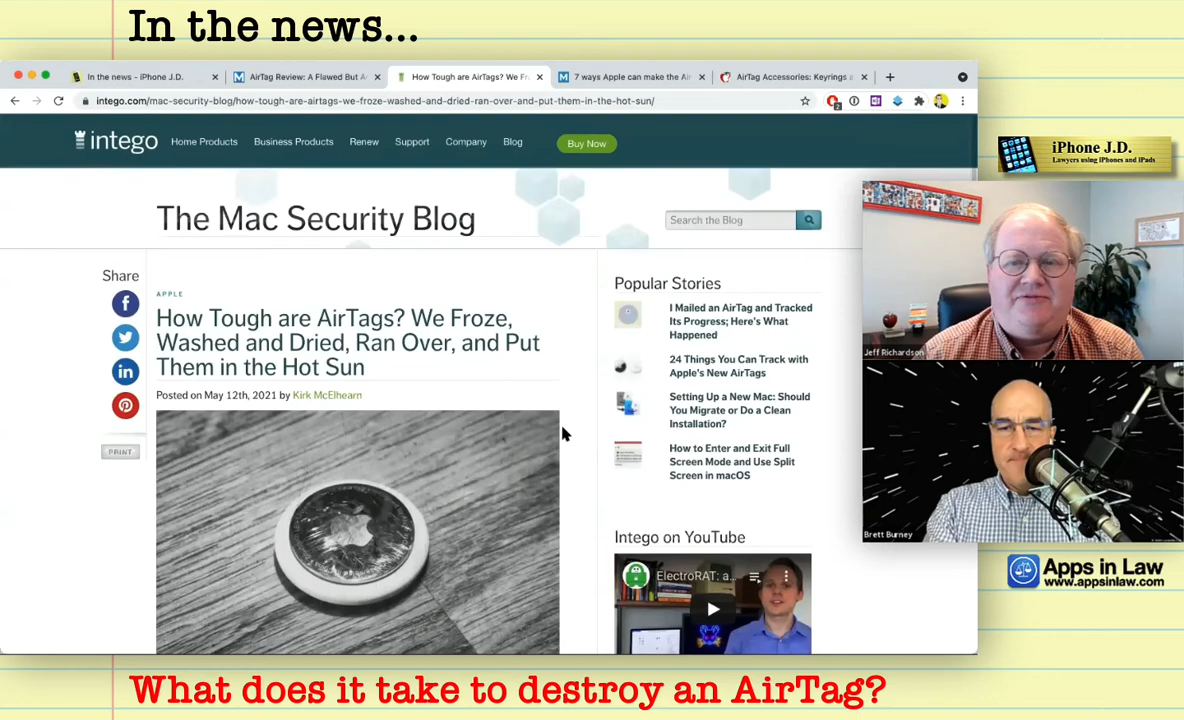 In the news...
In the news - iPhone J.D.
AirTag Review: A Flawed But A
How Tough are AirTags? We Fr
7 ways Apple can make the Air
AirTag Accessories: Keyrings a
intego.com/mac-security-blog/how-tough-are-airtags-we-froze-washed-and-dried-ran-over-and-put-them-in-the-hot-sun/
intego
Home Products
Business Products
Renew
Support
Company
Blog
Buy Now
iPhone J.D.
Lawyers using iPhones and iPads
The Mac Security Blog
Search the Blog
Share
APPLE
How Tough are AirTags? We Froze,
Washed and Dried, Ran Over, and Put
Them in the Hot Sun
Posted on May 12th, 2021 by Kirk McElhearn
PRINT
Popular Stories
I Mailed an AirTag and Tracked
Its Progress; Here's What
Happened
24 Things You Can Track with
Apple's New AirTags
Setting Up a New Mac: Should
You Migrate or Do a Clean
Installation?
How to Enter and Exit Full
Screen Mode and Use Split
Screen in macOS
Intego on YouTube
ElectroRAT: a...
Jeff Richardson
Brett Burney
Apps in Law
www.appsinlaw.com
What does it take to destroy an AirTag?